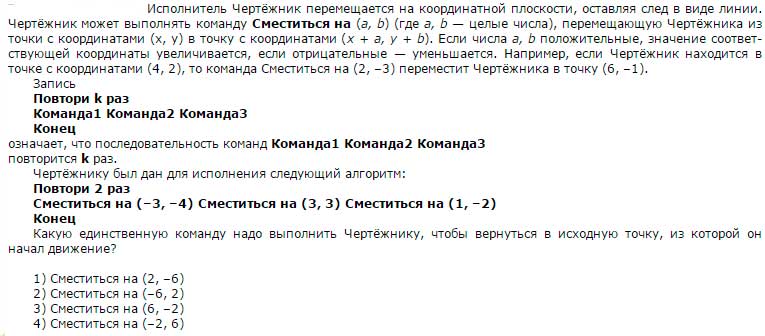 Исполнитель Чертёжник перемещается на координатной плоскости, оставляя след в виде линии.
Чертёжник может выполнять команду Сместиться на (a, b) (где a, b — целые числа), перемещающую Чертёжника из
точки с координатами (x, y) в точку с координатами (x + a, y + b). Если числа a, b положительные, значение соответ-
ствующей координаты увеличивается, если отрицательные — уменьшается. Например, если Чертёжник находится в
точке с координатами (4, 2), то команда Сместиться на (2, –3) переместит Чертёжника в точку (6, –1).
Запись
Повтори k раз
Команда1 Команда2 Команда3
Конец
означает, что последовательность команд Команда1 Команда2 Команда3
повторится k раз.
Чертёжнику был дан для исполнения следующий алгоритм:
Повтори 2 раз
Сместиться на (–3, –4) Сместиться на (3, 3) Сместиться на (1, –2)
Конец
Какую единственную команду надо выполнить Чертёжнику, чтобы вернуться в исходную точку, из которой он
начал движение?
1) Сместиться на (2, –6)
2) Сместиться на (–6, 2)
3) Сместиться на (6, –2)
4) Сместиться на (–2, 6)